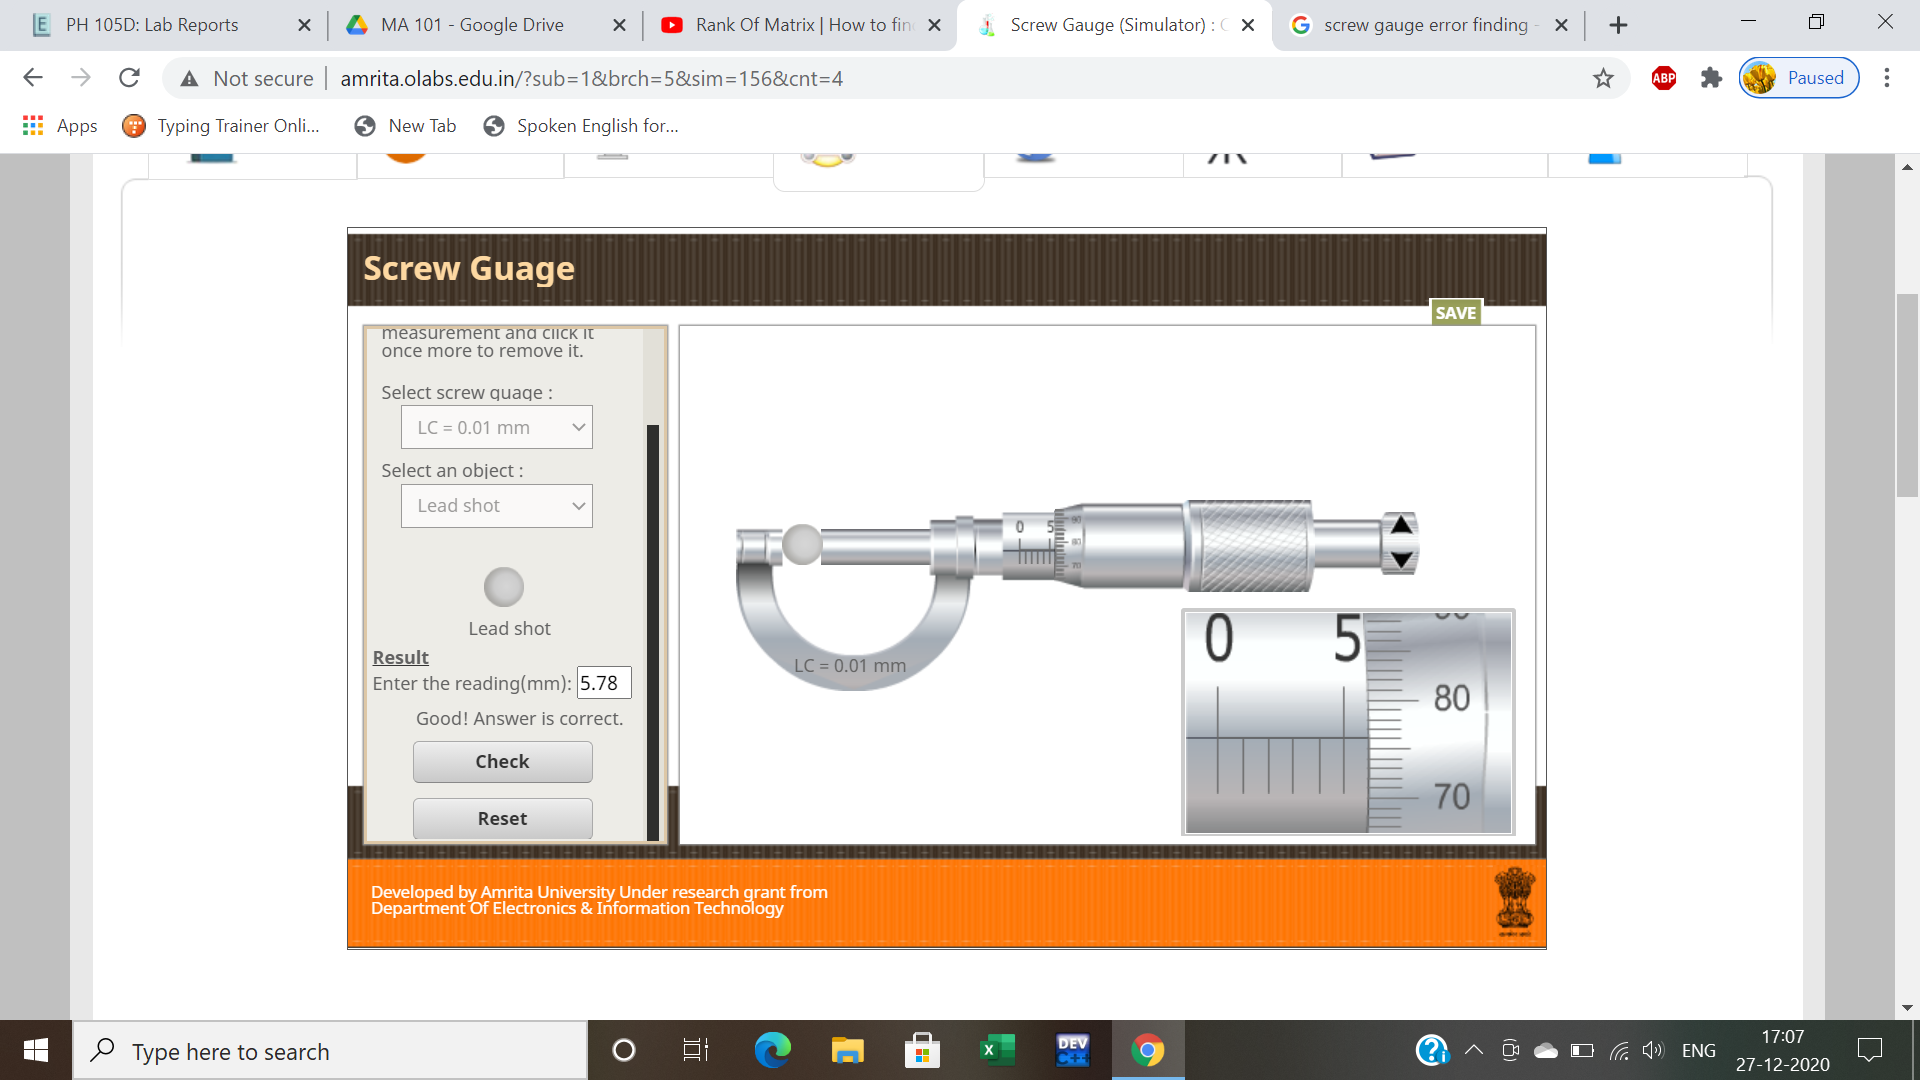 PH 105D: Lab Reports
MA 101 - Google Drive
Rank Of Matrix | How to fin
Screw Gauge (Simulator) :
screw gauge error finding -
Not secure
amrita.olabs.edu.in/?sub=1&brch=5&sim=156&cnt=4
ABP
Paused
Apps
Typing Trainer Onli...
New Tab
Spoken English for...
Screw Guage
SAVE
measurement and click it
once more to remove it.
Select screw guage :
LC = 0.01 mm
Select an object :
Lead shot
Lead shot
Result
Enter the reading(mm): 5.78
Good! Answer is correct.
Check
Reset
0 5
90
80
70
LC = 0.01 mm
0 5
80
70
Developed by Amrita University Under research grant from
Department Of Electronics & Information Technology
Type here to search
DEV
C++
ENG
17:07
27-12-2020